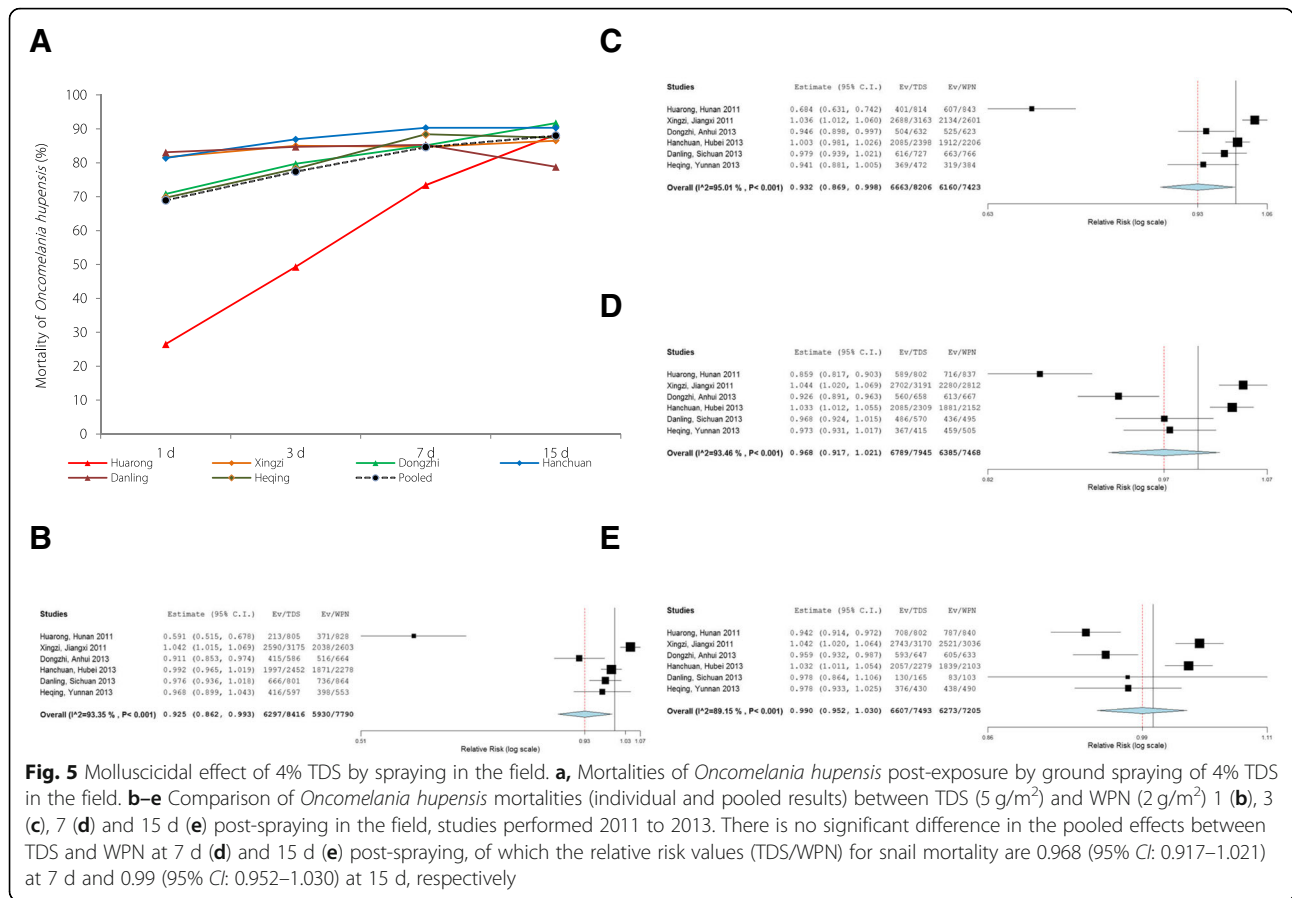 A
Mortality of Oncomelania hupensis (%)
100
90
80
70
60
50
40
30
20
10
0
1 d 3 d 7 d 15 d
Huarong Xingzi Dongzhi Hanchuan
Danling Heqing Pooled
C
Studies Estimate (95% C.I.) Ev/TDS Ev/WPN
Huarong, Hunan 2011 0.684 (0.631, 0.742) 401/814 607/843
Xingzi, Jiangxi 2011 1.036 (1.012, 1.060) 2688/3163 2134/2601
Dongzhi, Anhui 2013 0.946 (0.898, 0.997) 504/632 525/623
Hanchuan, Hubei 2013 1.003 (0.981, 1.026) 2085/2398 1912/2206
Danling, Sichuan 2013 0.979 (0.939, 1.021) 616/727 663/766
Heqing, Yunnan 2013 0.941 (0.881, 1.005) 369/472 319/384
Overall (I^2=95.01 % , P< 0.001) 0.932 (0.869, 0.998) 6663/8206 6160/7423
0.63 0.93 1.06
Relative Risk (log scale)
D
Studies Estimate (95% C.I.) Ev/TDS Ev/WPN
Huarong, Hunan 2011 0.859 (0.817, 0.903) 589/802 716/837
Xingzi, Jiangxi 2011 1.044 (1.020, 1.069) 2702/3191 2280/2812
Dongzhi, Anhui 2013 0.926 (0.891, 0.963) 560/658 613/667
Hanchuan, Hubei 2013 1.033 (1.012, 1.055) 2085/2309 1881/2152
Danling, Sichuan 2013 0.968 (0.924, 1.015) 486/570 436/495
Heqing, Yunnan 2013 0.973 (0.931, 1.017) 367/415 459/505
Overall (I^2=93.46 % , P< 0.001) 0.968 (0.917, 1.021) 6789/7945 6385/7468
0.82 0.97 1.07
Relative Risk (log scale)
B
Studies Estimate (95% C.I.) Ev/TDS Ev/WPN
Huarong, Hunan 2011 0.591 (0.515, 0.678) 213/805 371/828
Xingzi, Jiangxi 2011 1.042 (1.015, 1.069) 2590/3175 2038/2603
Dongzhi, Anhui 2013 0.911 (0.853, 0.974) 415/586 516/664
Hanchuan, Hubei 2013 0.992 (0.965, 1.019) 1997/2452 1871/2278
Danling, Sichuan 2013 0.976 (0.936, 1.018) 666/801 736/864
Heqing, Yunnan 2013 0.968 (0.899, 1.043) 416/597 398/553
Overall (I^2=93.35 % , P< 0.001) 0.925 (0.862, 0.993) 6297/8416 5930/7790
0.51 0.93 1.03 1.07
Relative Risk (log scale)
E
Studies Estimate (95% C.I.) Ev/TDS Ev/WPN
Huarong, Hunan 2011 0.942 (0.914, 0.972) 708/802 787/840
Xingzi, Jiangxi 2011 1.042 (1.020, 1.064) 2743/3170 2521/3036
Dongzhi, Anhui 2013 0.959 (0.932, 0.987) 593/647 605/633
Hanchuan, Hubei 2013 1.032 (1.011, 1.054) 2057/2279 1839/2103
Danling, Sichuan 2013 0.978 (0.864, 1.106) 130/165 83/103
Heqing, Yunnan 2013 0.978 (0.933, 1.025) 376/430 438/490
Overall (I^2=89.15 % , P< 0.001) 0.990 (0.952, 1.030) 6607/7493 6273/7205
0.86 0.99 1.11
Relative Risk (log scale)
Fig. 5 Molluscicidal effect of 4% TDS by spraying in the field. a, Mortalities of Oncomelania hupensis post-exposure by ground spraying of 4% TDS
in the field. b–e Comparison of Oncomelania hupensis mortalities (individual and pooled results) between TDS (5 g/m²) and WPN (2 g/m²) 1 (b), 3
(c), 7 (d) and 15 d (e) post-spraying in the field, studies performed 2011 to 2013. There is no significant difference in the pooled effects between
TDS and WPN at 7 d (d) and 15 d (e) post-spraying, of which the relative risk values (TDS/WPN) for snail mortality are 0.968 (95% CI: 0.917–1.021)
at 7 d and 0.99 (95% CI: 0.952–1.030) at 15 d, respectively